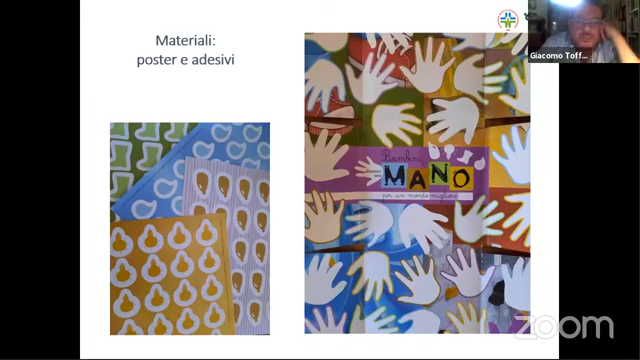 Materiali:
poster e adesivi
Giacomo Toff...
Bambini,
MANO
per un mondo migliore
zoom